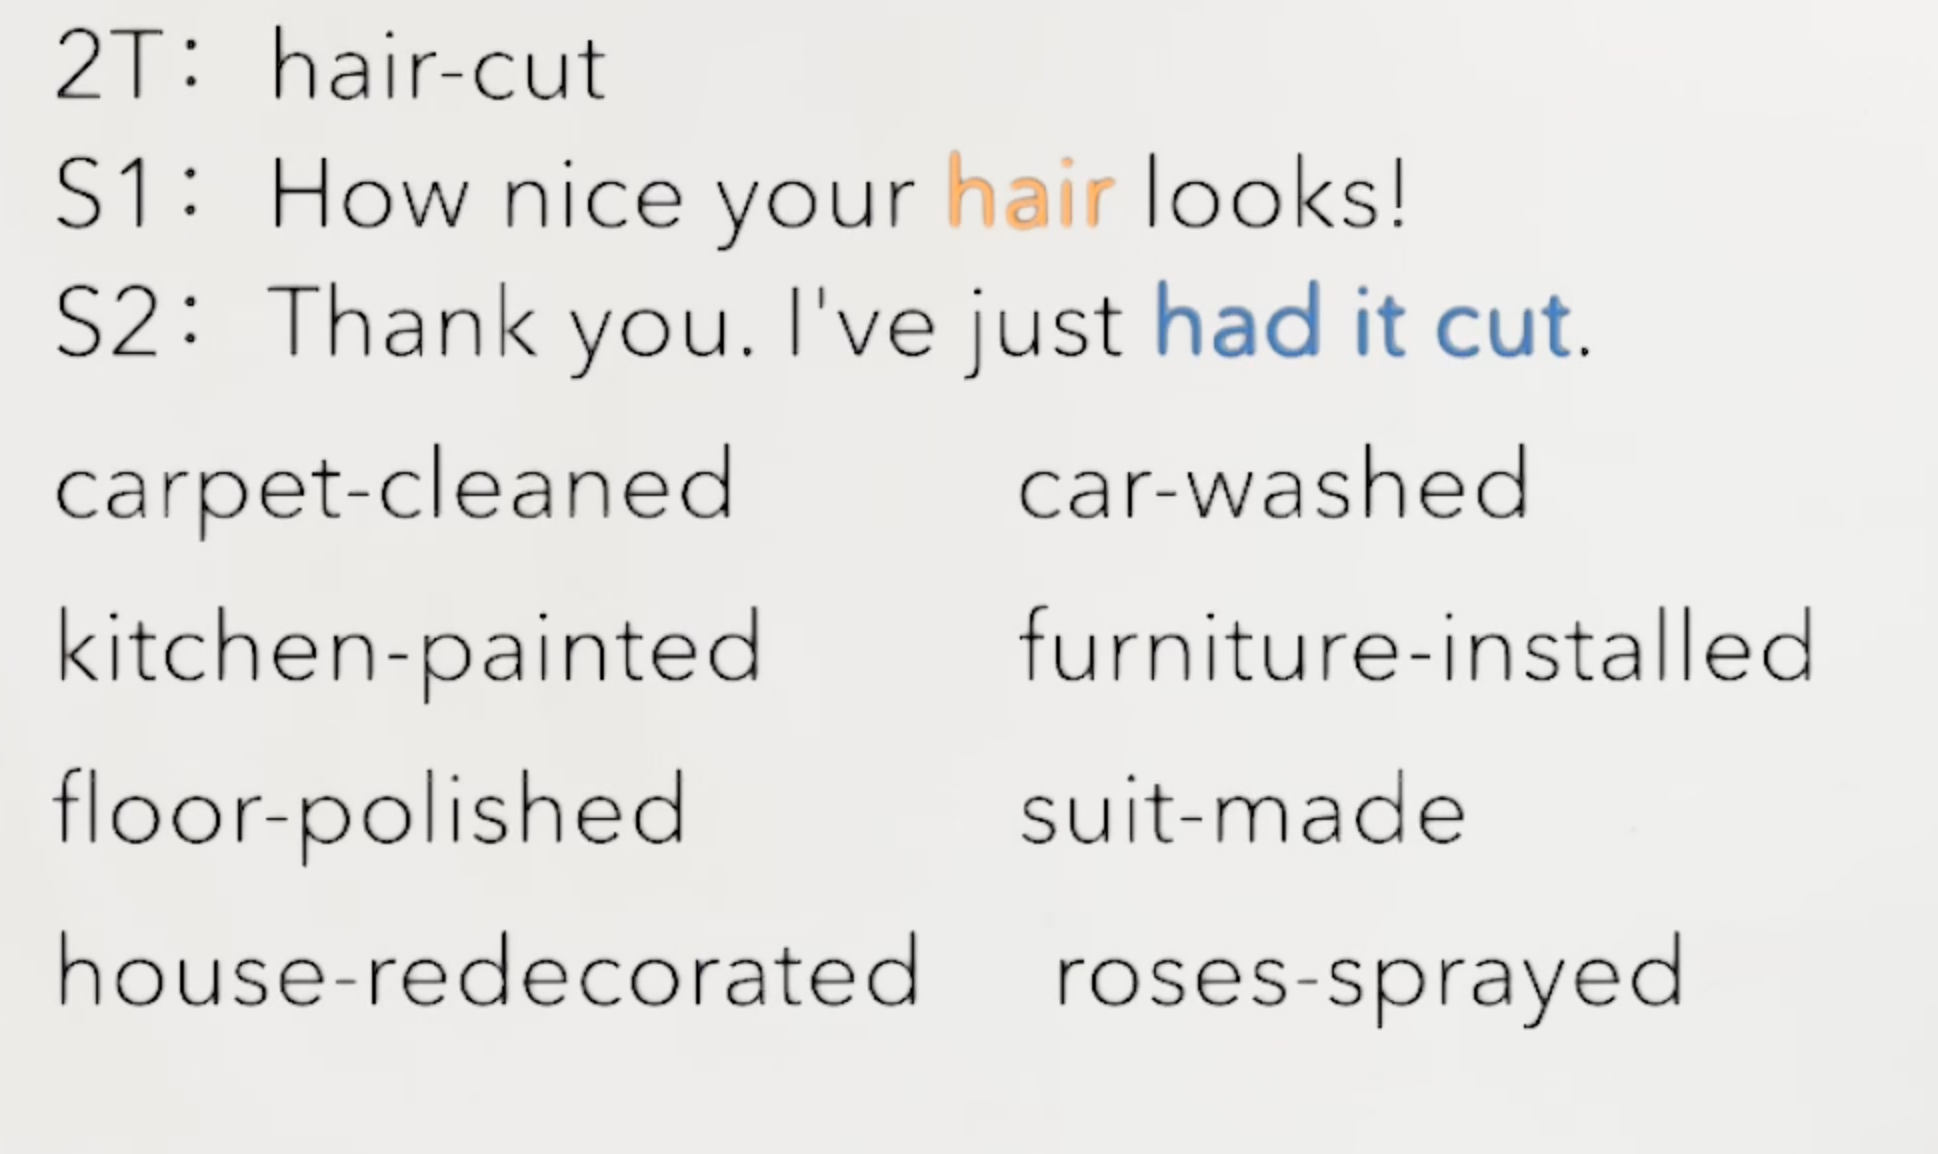 2T: hair-cut
S1: How nice your hair looks!
S2: Thank you. I've just had it cut.
carpet-cleaned car-washed
kitchen-painted furniture-installed
floor-polished suit-made
house-redecorated roses-sprayed